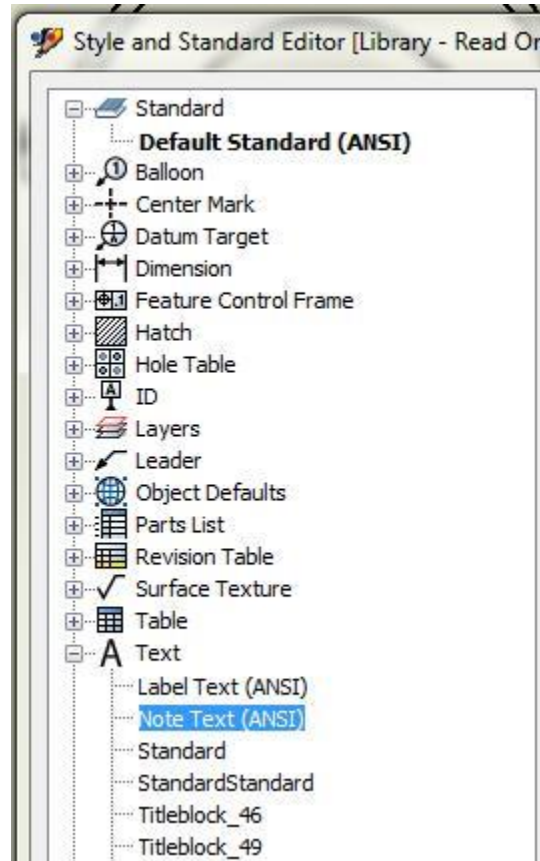 Style and Standard Editor [Library - Read Or
Standard
Default Standard (ANSI)
Balloon
Center Mark
Datum Target
Dimension
Feature Control Frame
Hatch
Hole Table
ID
Layers
Leader
Object Defaults
Parts List
Revision Table
Surface Texture
Table
Text
Label Text (ANSI)
Note Text (ANSI)
Standard
StandardStandard
Titleblock_46
Titleblock_49